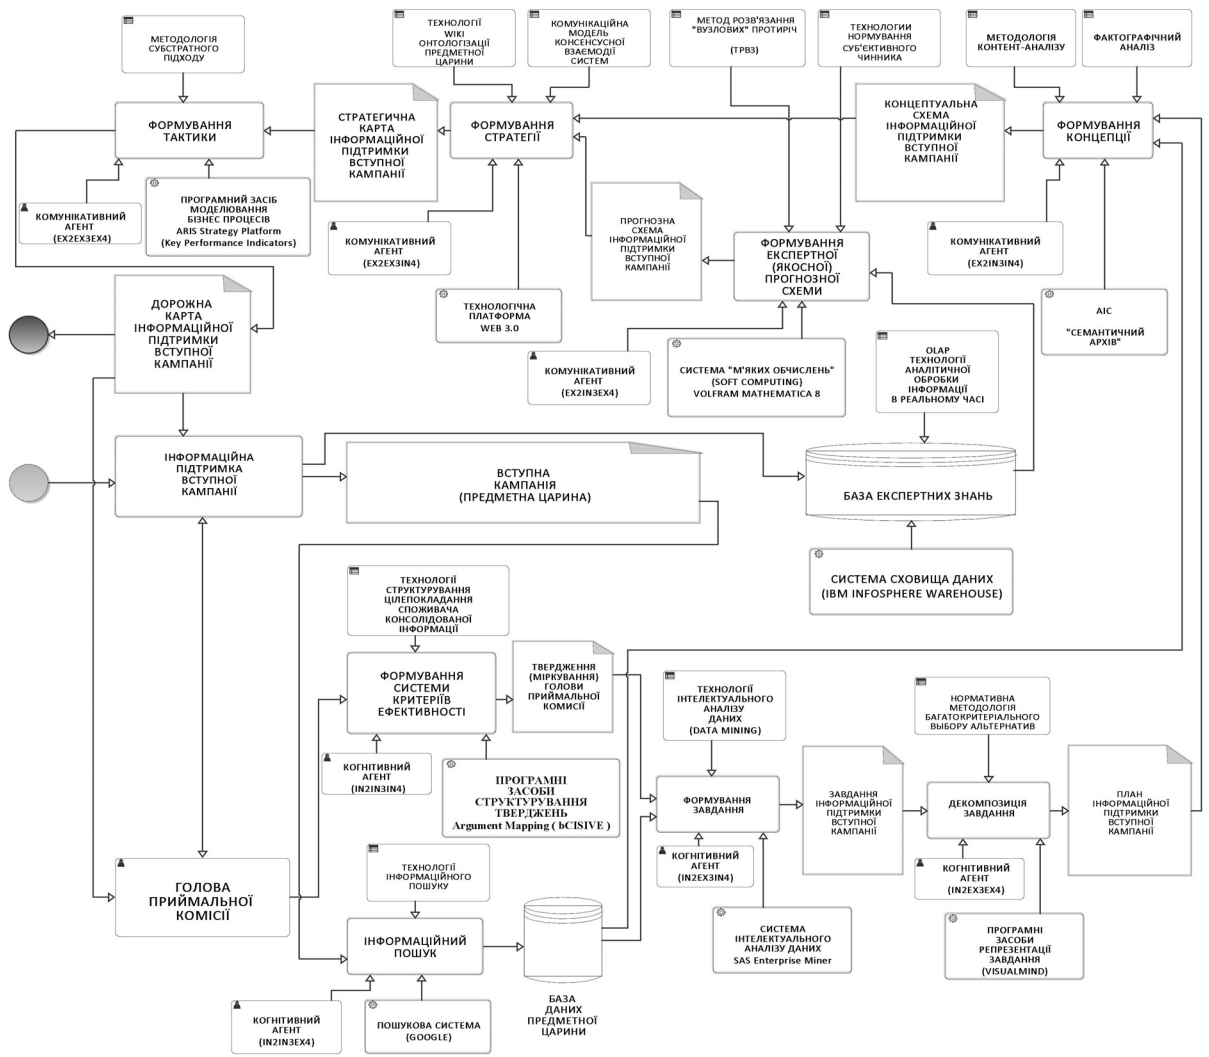 МЕТОДОЛОГІЯ
СУБСТРАТНОГО
ПІДХОДУ
ТЕХНОЛОГІЇ
WIKI
ОНТОЛОГІЗАЦІЇ
ПРЕДМЕТНОЇ
ЦАРИНИ
КОМУНІКАЦІЙНА
МОДЕЛЬ
КОНСЕНСУСНОЇ
ВЗАЄМОДІЇ
СИСТЕМ
МЕТОД РОЗВ'ЯЗАННЯ
"ВУЗЛОВИХ" ПРОТИРІЧ
(ТРВЗ)
ТЕХНОЛОГИИ
НОРМУВАННЯ
СУБ'ЄКТИВНОГО
ЧИННИКА
МЕТОДОЛОГІЯ
КОНТЕНТ-АНАЛІЗУ
ФАКТОГРАФІЧНИЙ
АНАЛІЗ
ФОРМУВАННЯ
ТАКТИКИ
СТРАТЕГИЧНА
КАРТА
ІНФОРМАЦІЙНОЇ
ПІДТРИМКИ
ВСТУПНОЇ
КАМПАНІЇ
ФОРМУВАННЯ
СТРАТЕГІЇ
КОНЦЕПТУАЛЬНА
СХЕМА
ІНФОРМАЦІЙНОЇ
ПІДТРИМКИ
ВСТУПНОЇ
КАМПАНІЇ
ФОРМУВАННЯ
КОНЦЕПЦІЇ
КОМУНІКАТИВНИЙ
АГЕНТ
(EX2EX3EX4)
ПРОГРАМНИЙ ЗАСІБ
МОДЕЛЮВАННЯ
БІЗНЕС ПРОЦЕСІВ
ARIS Strategy Platform
(Key Performance Indicators)
КОМУНІКАТИВНИЙ
АГЕНТ
(EX2EX3IN4)
ТЕХНОЛОГІЧНА
ПЛАТФОРМА
WEB 3.0
ПРОГНОЗНА
СХЕМА
ІНФОРМАЦІЙНОЇ
ПІДТРИМКИ
ВСТУПНОЇ
КАМПАНІЇ
ФОРМУВАННЯ
ЕКСПЕРТНОЇ
(ЯКОСНОЇ)
ПРОГНОЗНОЇ
СХЕМИ
КОМУНІКАТИВНИЙ
АГЕНТ
(EX2IN3IN4)
АІС
"СЕМАНТИЧНИЙ
АРХІВ"
ДОРОЖНА
КАРТА
ІНФОРМАЦІЙНОЇ
ПІДТРИМКИ
ВСТУПНОЇ
КАМПАНІЇ
КОМУНІКАТИВНИЙ
АГЕНТ
(EX2IN3EX4)
СИСТЕМА "М'ЯКИХ ОБЧИСЛЕНЬ"
(SOFT COMPUTING)
VOLFRAM MATHEMATICA 8
OLAP
ТЕХНОЛОГІЇ
АНАЛІТИЧНОЇ
ОБРОБКИ
ІНФОРМАЦІЇ
В РЕАЛЬНОМУ ЧАСІ
ІНФОРМАЦІЙНА
ПІДТРИМКА
ВСТУПНОЇ
КАМПАНІЇ
ВСТУПНА
КАМПАНІЯ
(ПРЕДМЕТНА ЦАРИНА)
БАЗА ЕКСПЕРТНИХ ЗНАНЬ
СИСТЕМА СХОВИЩА ДАНИХ
(IBM INFOSPHERE WAREHOUSE)
ТЕХНОЛОГІЇ
СТРУКТУРУВАННЯ
ЦІЛЕПОКЛАДАННЯ
СПОЖИВАЧА
КОНСОЛІДОВАНОЇ
ІНФОРМАЦІЇ
ФОРМУВАННЯ
СИСТЕМИ
КРИТЕРІЇВ
ЕФЕКТИВНОСТІ
ТВЕРДЖЕННЯ
(МІРКУВАННЯ)
ГОЛОВИ
ПРИЙМАЛЬНОЇ
КОМІСІЇ
ТЕХНОЛОГІЇ
ІНТЕЛЕКТУАЛЬНОГО
АНАЛІЗУ
ДАНИХ
(DATA MINING)
НОРМАТИВНА
МЕТОДОЛОГІЯ
БАГАТОКРИТЕРІАЛЬНОГО
ВЫБОРУ АЛЬТЕРНАТИВ
КОГНІТИВНИЙ
АГЕНТ
(IN2IN3IN4)
ПРОГРАМНІ
ЗАСОБИ
СТРУКТУРУВАННЯ
ТВЕРДЖЕНЬ
Argument Mapping ( bCISIVE )
ФОРМУВАННЯ
ЗАВДАННЯ
ЗАВДАННЯ
ІНФОРМАЦІЙНОЇ
ПІДТРИМКИ
ВСТУПНОЇ
КАМПАНІЇ
ДЕКОМПОЗИЦІЯ
ЗАВДАННЯ
ПЛАН
ІНФОРМАЦІЙНОЇ
ПІДТРИМКИ
ВСТУПНОЇ
КАМПАНІЇ
ГОЛОВА
ПРИЙМАЛЬНОЇ
КОМІСІЇ
ТЕХНОЛОГІЇ
ІНФОРМАЦІЙНОГО
ПОШУКУ
КОГНІТИВНИЙ
АГЕНТ
(IN2EX3IN4)
КОГНІТИВНИЙ
АГЕНТ
(IN2EX3EX4)
ІНФОРМАЦІЙНИЙ
ПОШУК
СИСТЕМА
ІНТЕЛЕКТУАЛЬНОГО
АНАЛІЗУ ДАНИХ
SAS Enterprise Miner
ПРОГРАМНІ
ЗАСОБИ
РЕПРЕЗЕНТАЦІЇ
ЗАВДАННЯ
(VISUALMIND)
КОГНІТИВНИЙ
АГЕНТ
(IN2IN3EX4)
ПОШУКОВА СИСТЕМА
(GOOGLE)
БАЗА
ДАНИХ
ПРЕДМЕТНОЇ
ЦАРИНИ